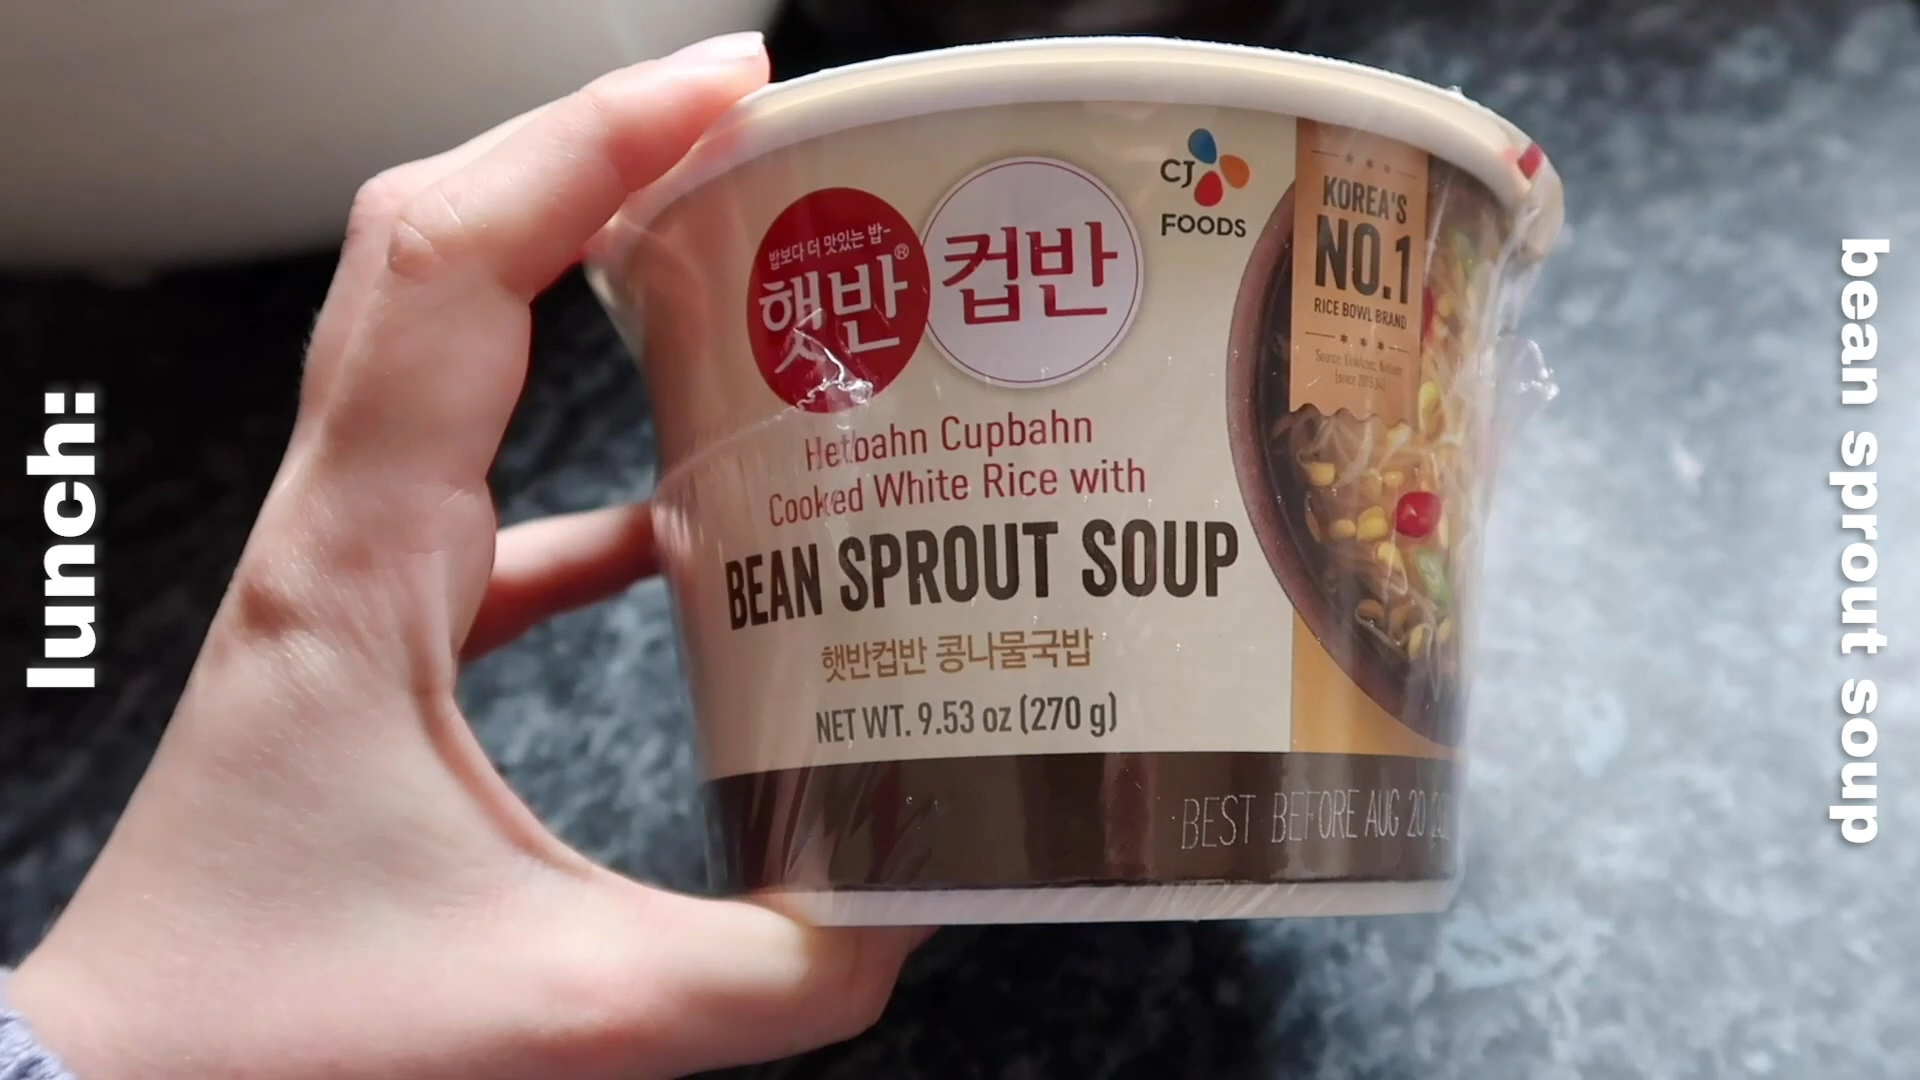 lunch:
밥보다 더 맛있는 밥-
햇반®
컵반
CJ
FOODS
KOREA'S
NO.1
RICE BOWL BRAND
Hetbahn Cupbahn
Cooked White Rice with
BEAN SPROUT SOUP
햇반컵반 콩나물국밥
NET WT. 9.53 oz (270 g)
BEST BEFORE AUG 20
bean sprout soup